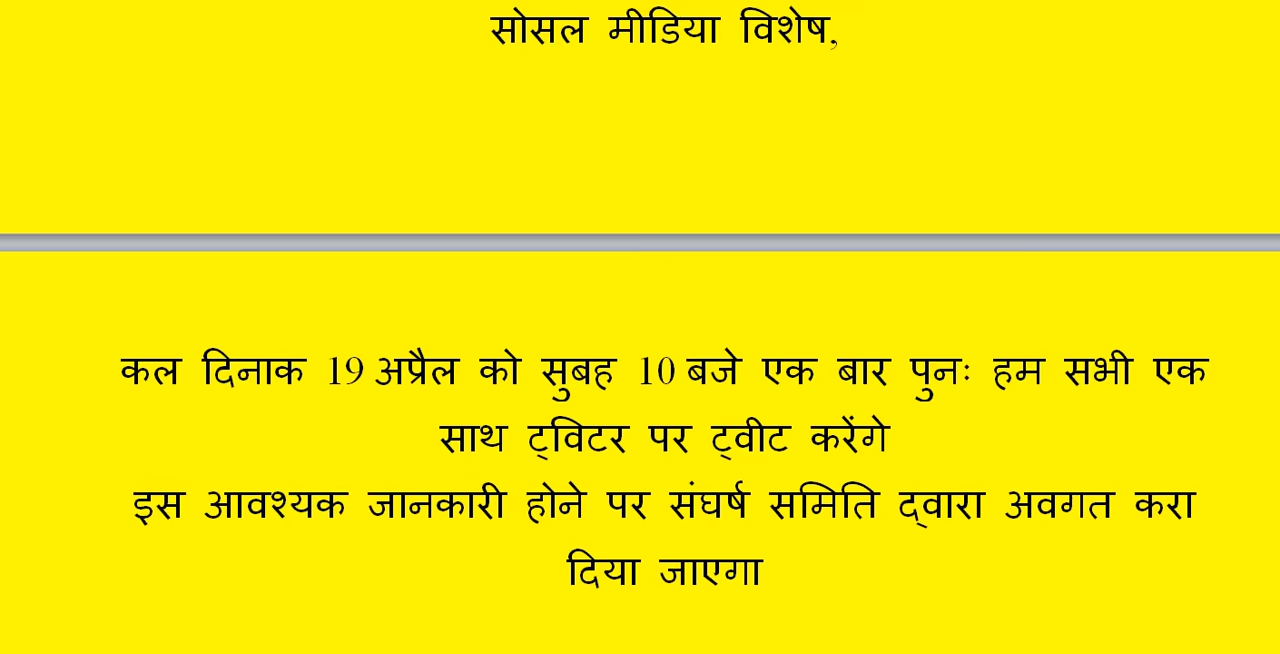 सोसल मीडिया विशेष,
कल दिनाक 19 अप्रैल को सुबह 10 बजे एक बार पुनः हम सभी एक
साथ ट्विटर पर ट्वीट करेंगे
इस आवश्यक जानकारी होने पर संघर्ष समिति द्वारा अवगत करा
दिया जाएगा